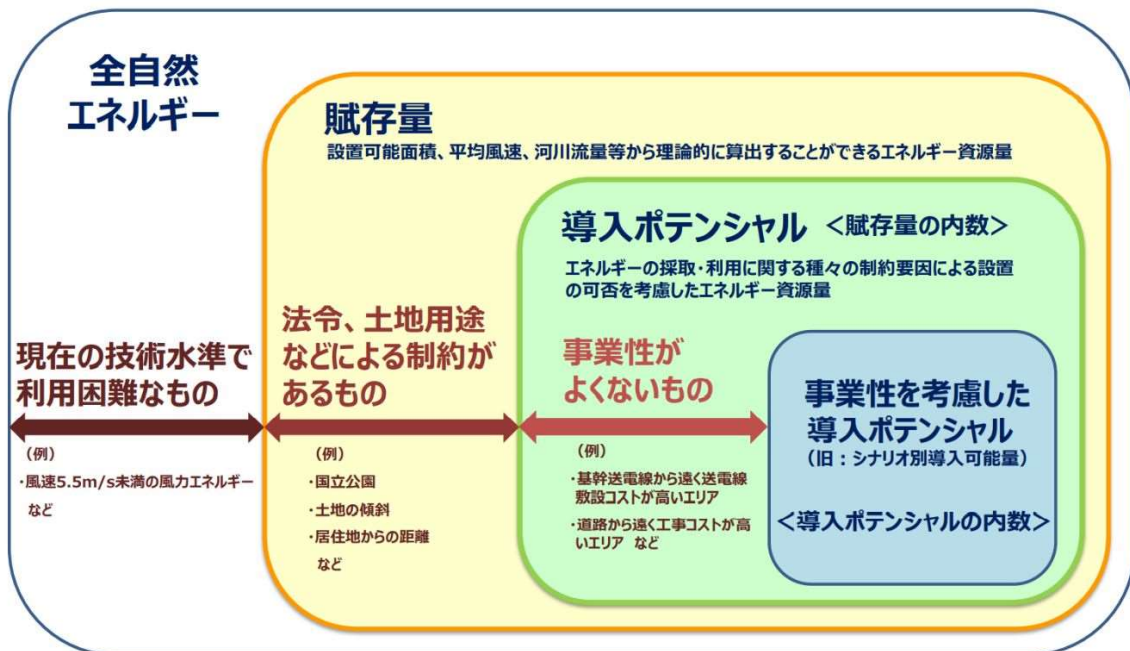 全自然
エネルギー
賦存量
設置可能面積、平均風速、河川流量等から理論的に算出することができるエネルギー資源量
導入ポテンシャル <賦存量の内数>
エネルギーの採取・利用に関する種々の制約要因による設置
の可否を考慮したエネルギー資源量
現在の技術水準で
利用困難なもの
(例)
・風速5.5m/s未満の風力エネルギー
など
法令、土地用途
などによる制約が
あるもの
(例)
・国立公園
・土地の傾斜
・居住地からの距離
など
事業性が
よくないもの
(例)
・基幹送電線から遠く送電線
敷設コストが高いエリア
・道路から遠く工事コストが高
いエリア など
事業性を考慮した
導入ポテンシャル
(旧:シナリオ別導入可能量)
<導入ポテンシャルの内数>